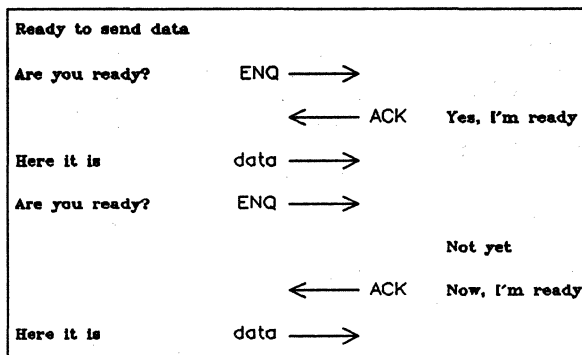 Ready to send data
Are you ready? ENQ
ACK Yes, I'm ready
Here it is data
Are you ready? ENQ
Not yet
ACK Now, I'm ready
Here it is data